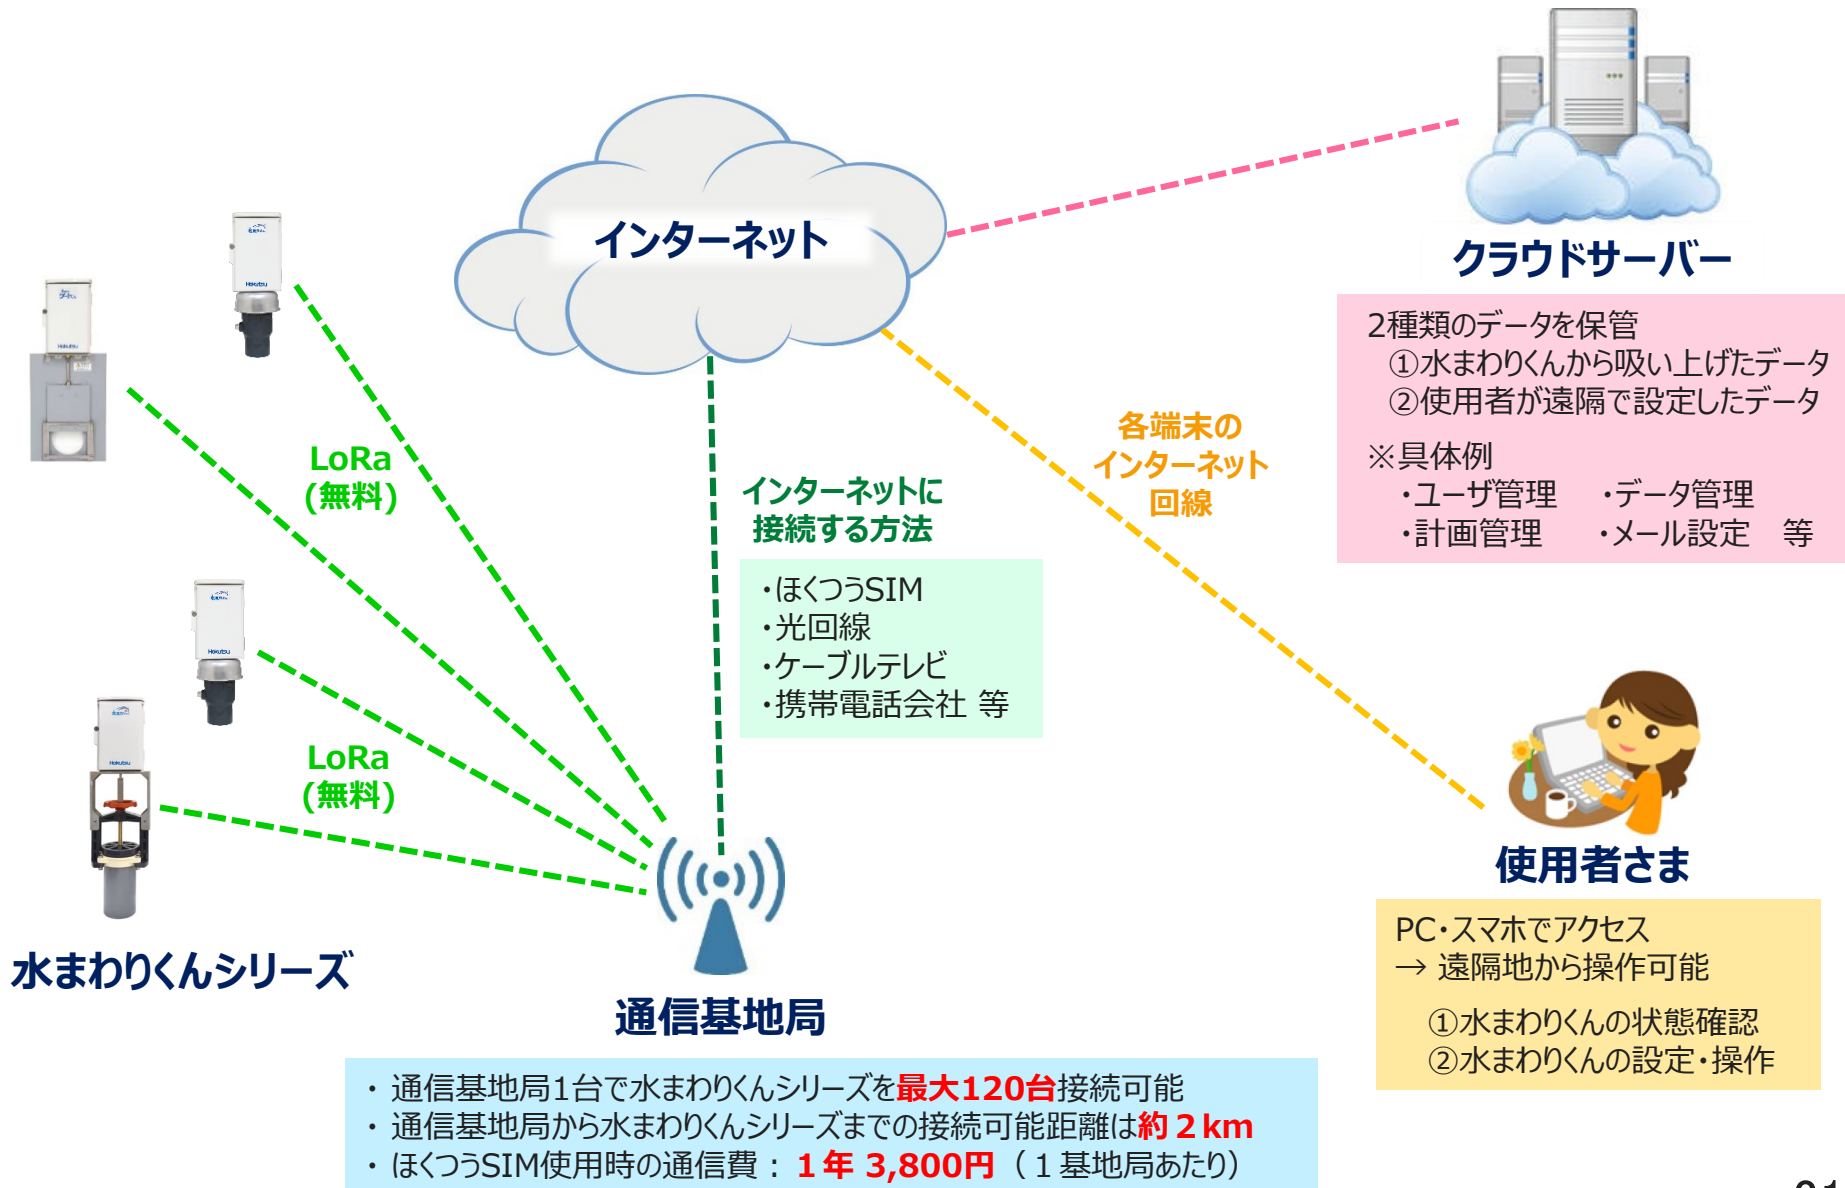 インターネット
クラウドサーバー
2種類のデータを保管
①水まわりくんから吸い上げたデータ
②使用者が遠隔で設定したデータ
※具体例
・ユーザ管理　・データ管理
・計画管理　・メール設定　等
各端末の
インターネット
回線
LoRa
(無料)
インターネットに
接続する方法
・ほくつうSIM
・光回線
・ケーブルテレビ
・携帯電話会社 等
LoRa
(無料)
Hokutsu
Hokutsu
Hokutsu
Hokutsu
水まわりくんシリーズ
通信基地局
使用者さま
PC・スマホでアクセス
→ 遠隔地から操作可能
①水まわりくんの状態確認
②水まわりくんの設定・操作
・ 通信基地局1台で水まわりくんシリーズを最大120台接続可能
・ 通信基地局から水まわりくんシリーズまでの接続可能距離は約２km
・ ほくつうSIM使用時の通信費：１年 3,800円（１基地局あたり）